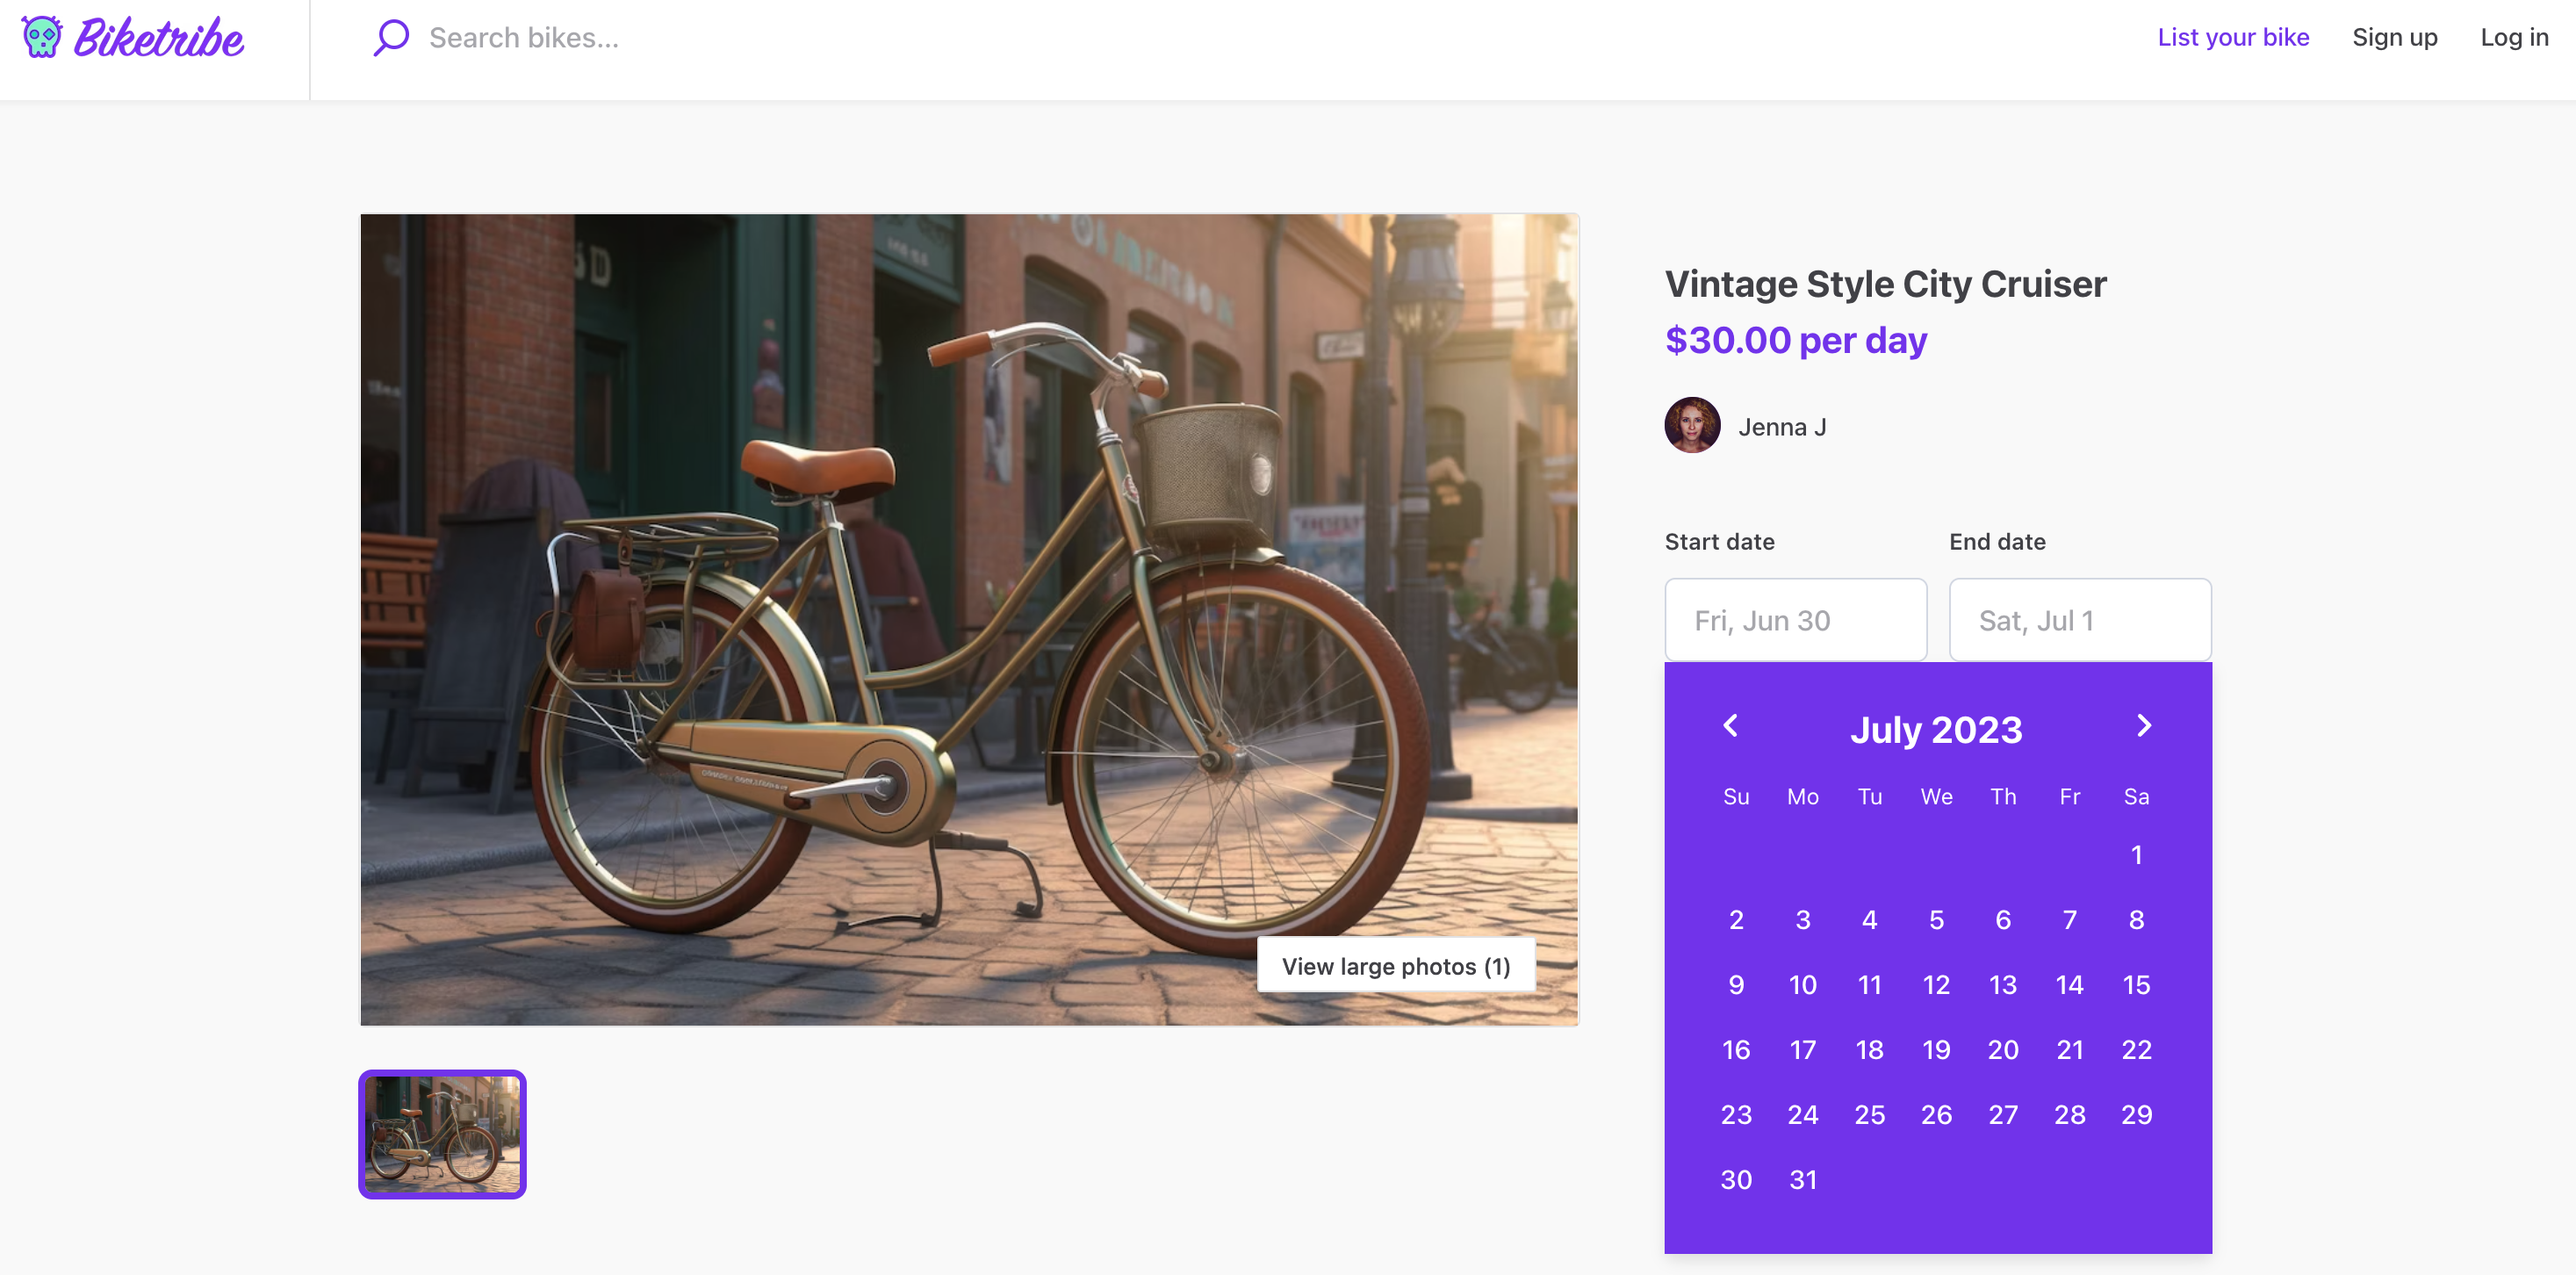 Biketribe
Search bikes...
List your bike
Sign up
Log in
View large photos (1)
Vintage Style City Cruiser
$30.00 per day
Jenna J
Start date
End date
Fri, Jun 30
Sat, Jul 1
July 2023
Su Mo Tu We Th Fr Sa
1
2 3 4 5 6 7 8
9 10 11 12 13 14 15
16 17 18 19 20 21 22
23 24 25 26 27 28 29
30 31